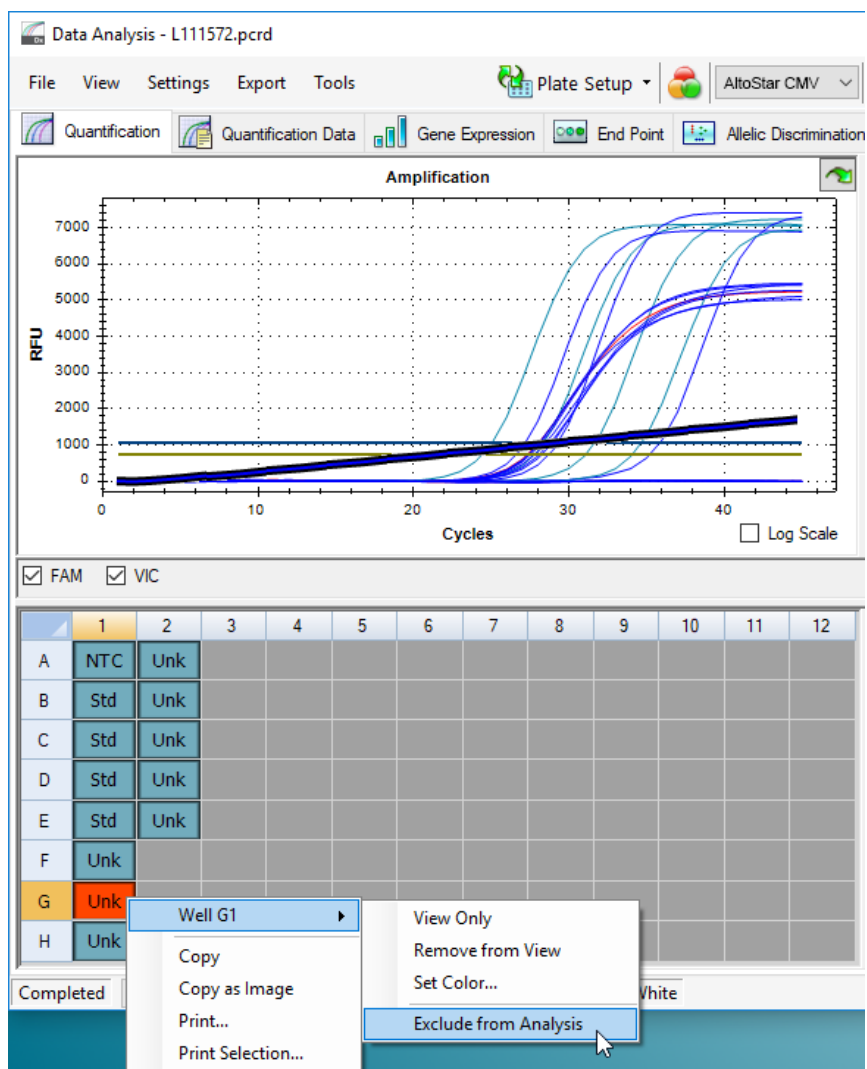 Data Analysis - L111572.pcrd
File View Settings Export Tools Plate Setup AltoStar CMV
Quantification Quantification Data Gene Expression End Point Allelic Discrimination
Amplification
7000
6000
5000
4000
3000
2000
1000
0
RFU
0 10 20 30 40
Cycles
Log Scale
FAM VIC
1 2 3 4 5 6 7 8 9 10 11 12
A NTC Unk
B Std Unk
C Std Unk
D Std Unk
E Std Unk
F Unk
G Unk
H Unk
Well G1
Copy
Copy as Image
Print...
Print Selection...
View Only
Remove from View
Set Color...
Exclude from Analysis
Completed